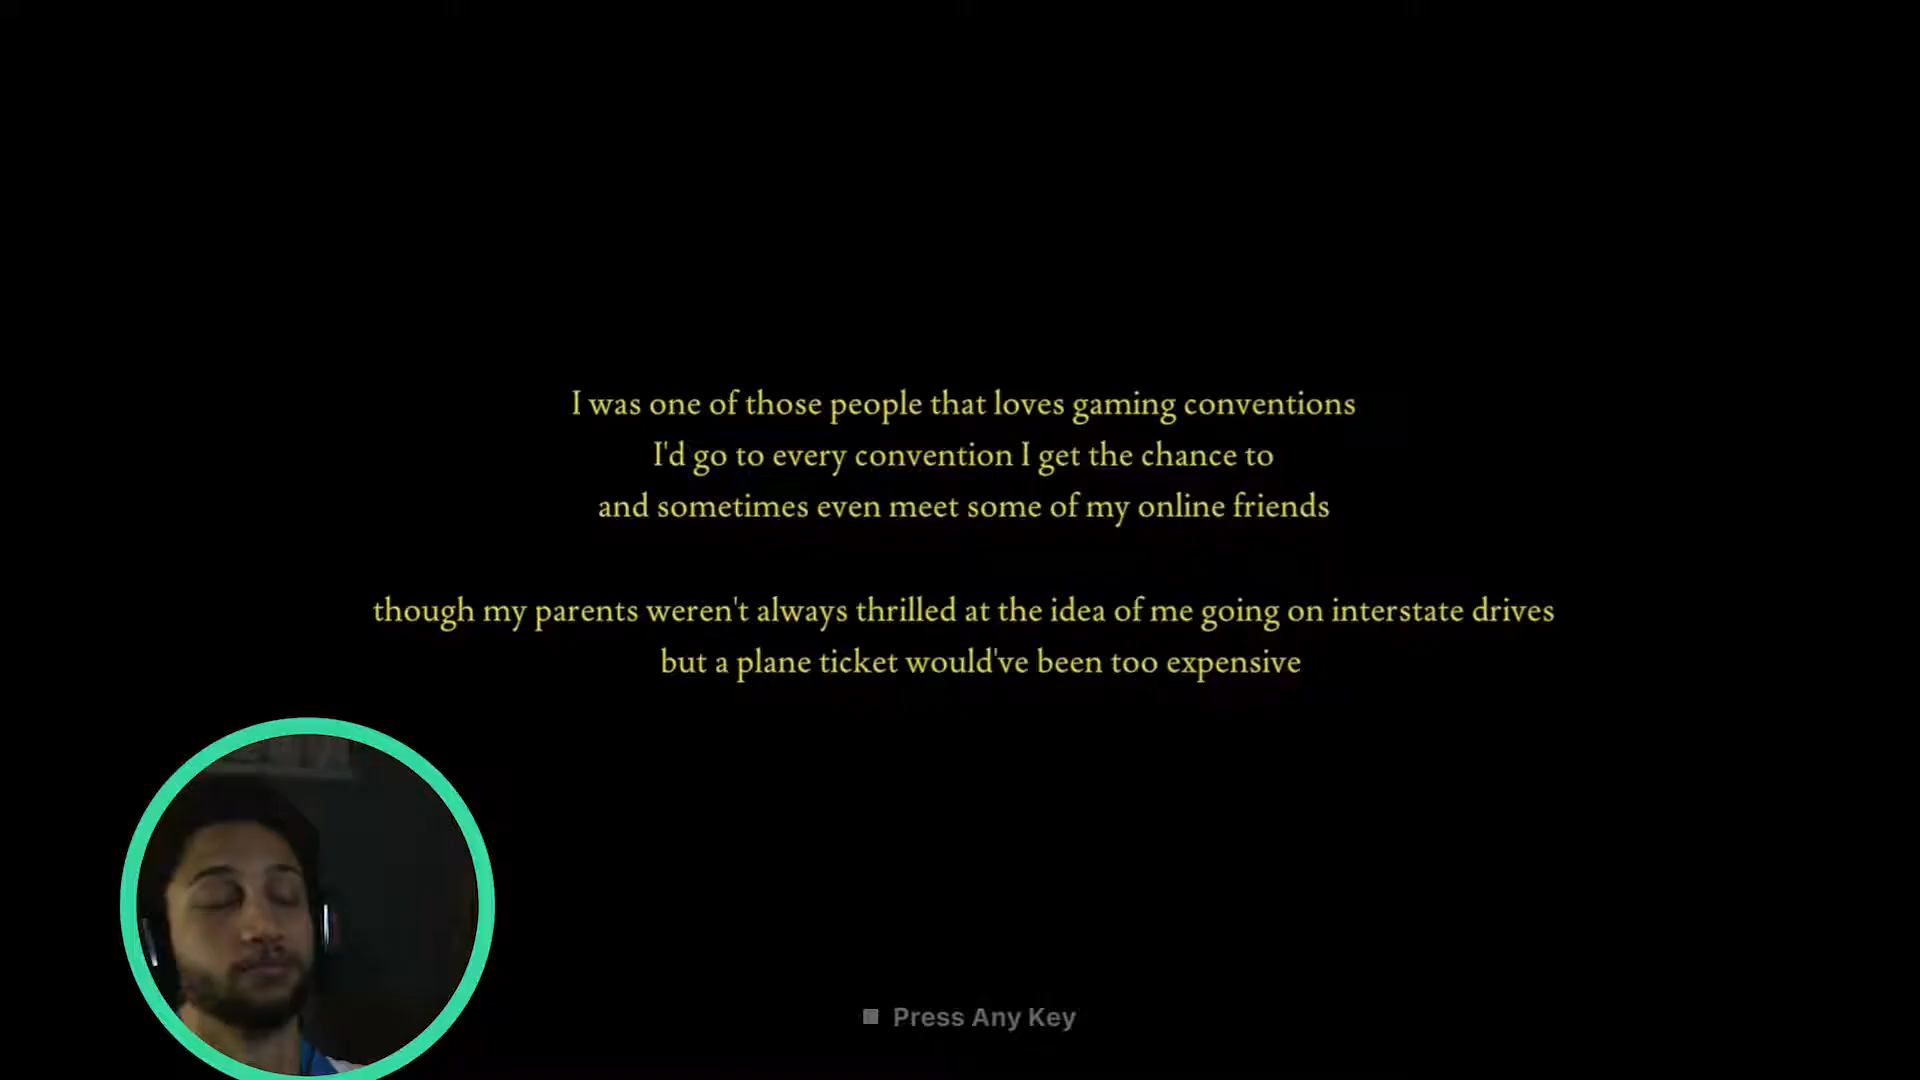 I was one of those people that loves gaming conventions
I'd go to every convention I get the chance to
and sometimes even meet some of my online friends
though my parents weren't always thrilled at the idea of me going on interstate drives
but a plane ticket would've been too expensive
Press Any Key